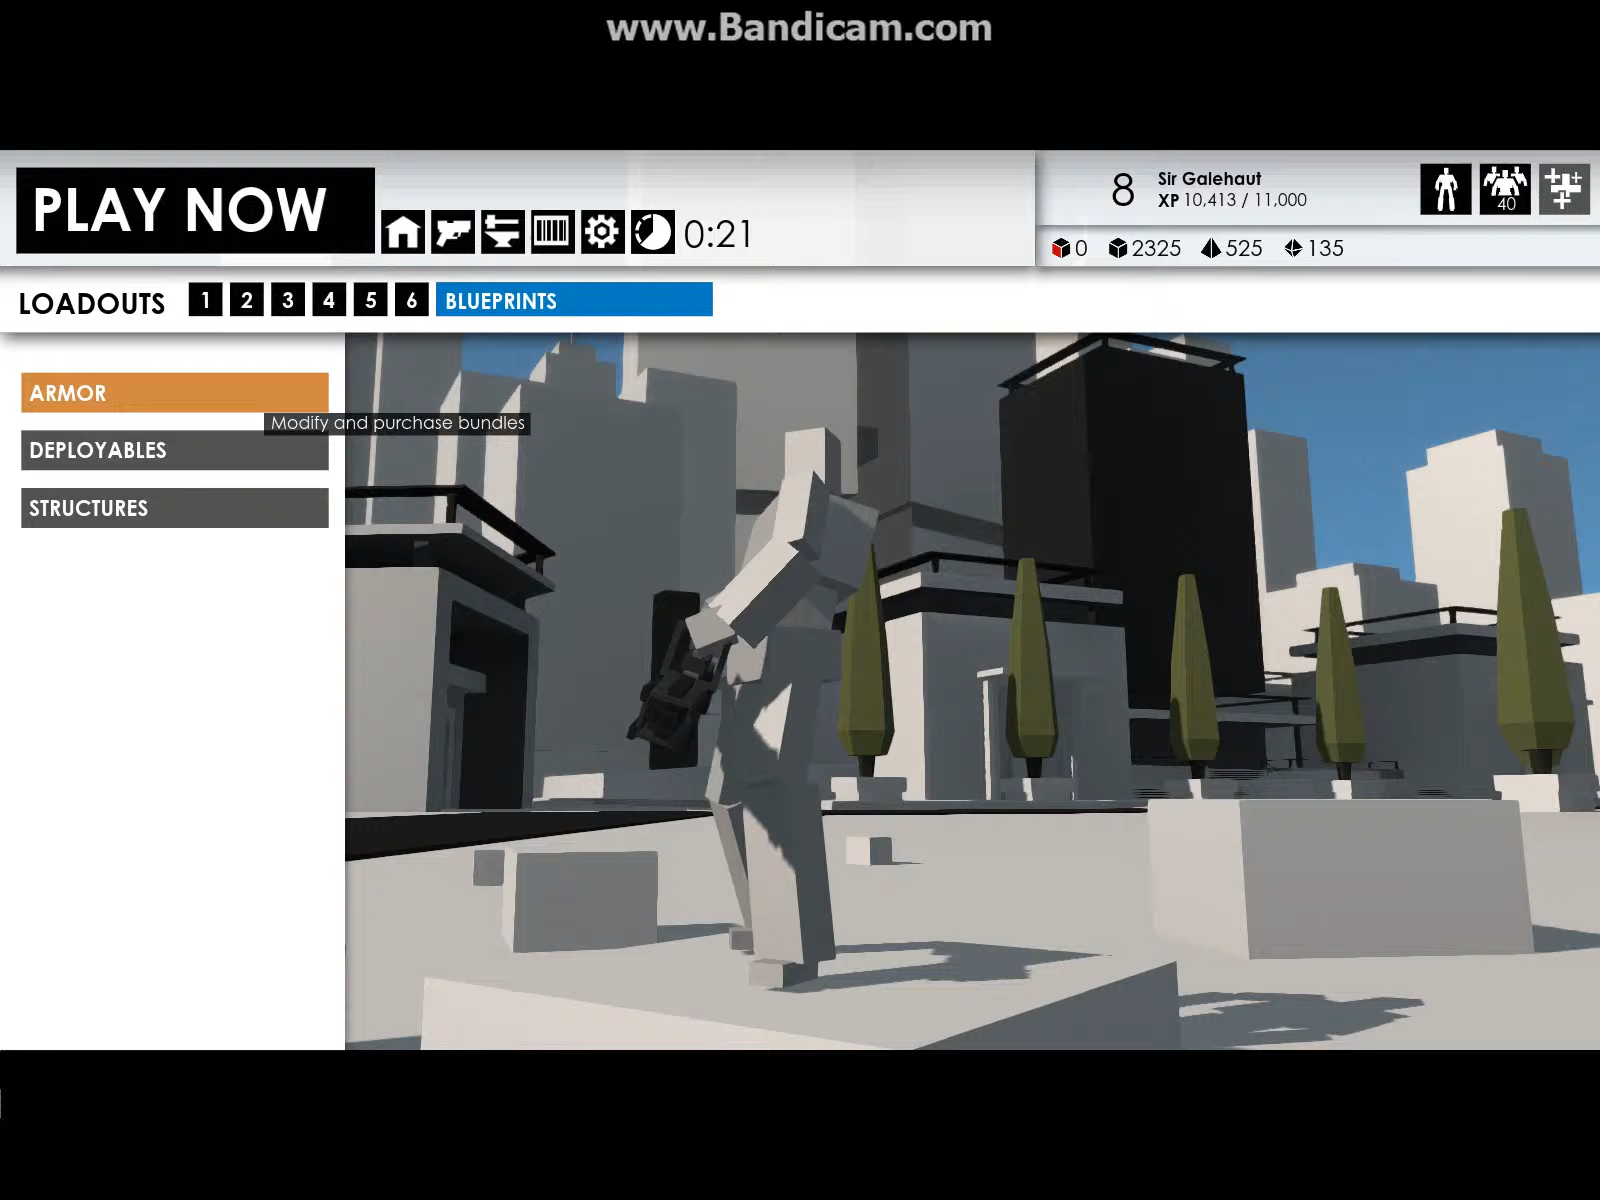 www.Bandicam.com
PLAY NOW
0:21
8
Sir Galehaut
XP 10,413 / 11,000
40
0 2325 525 135
LOADOUTS 1 2 3 4 5 6 BLUEPRINTS
ARMOR
Modify and purchase bundles
DEPLOYABLES
STRUCTURES